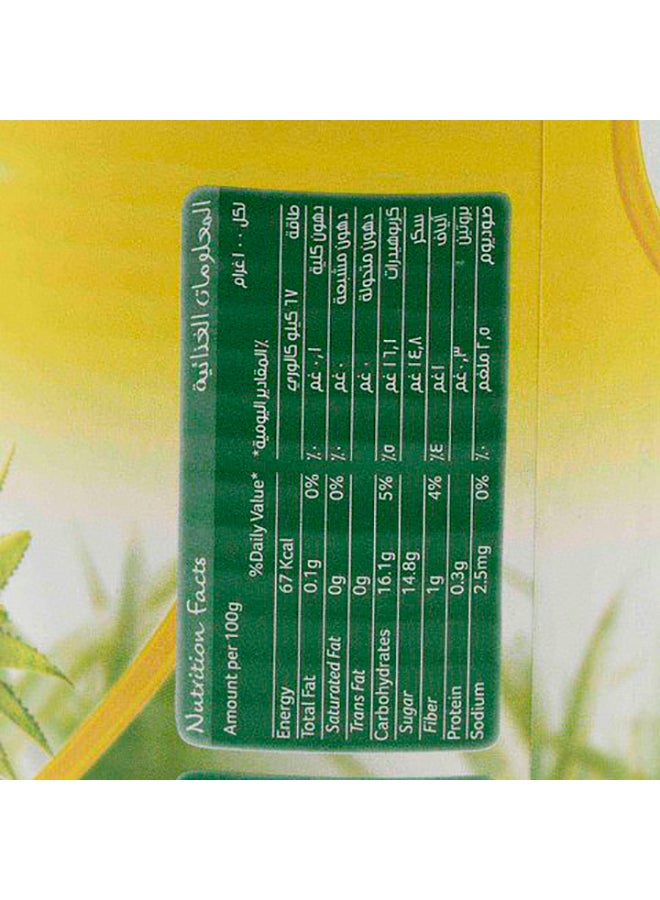 Nutrition Facts المعلومات الغذائية
Amount per 100g لكل ١٠٠ غرام
%Daily Value* ٪المقادير اليومية*
Energy 67 Kcal ٦٧ كيلو كالوري طاقة
Total Fat 0.1g 0% ٪٠ ٠,١ غم دهون كلية
Saturated Fat 0g 0% ٪٠ ٠ غم دهون مشبعة
Trans Fat 0g ٠ غم دهون متحولة
Carbohydrates 16.1g 5% ٪٥ ١٦,١ غم كربوهيدرات
Sugar 14.8g ١٤,٨ غم سكر
Fiber 1g 4% ٪٤ ١ غم ألياف
Protein 0.3g ٠,٣ غم بروتين
Sodium 2.5mg 0% ٪٠ ٢,٥ ملغم صوديوم